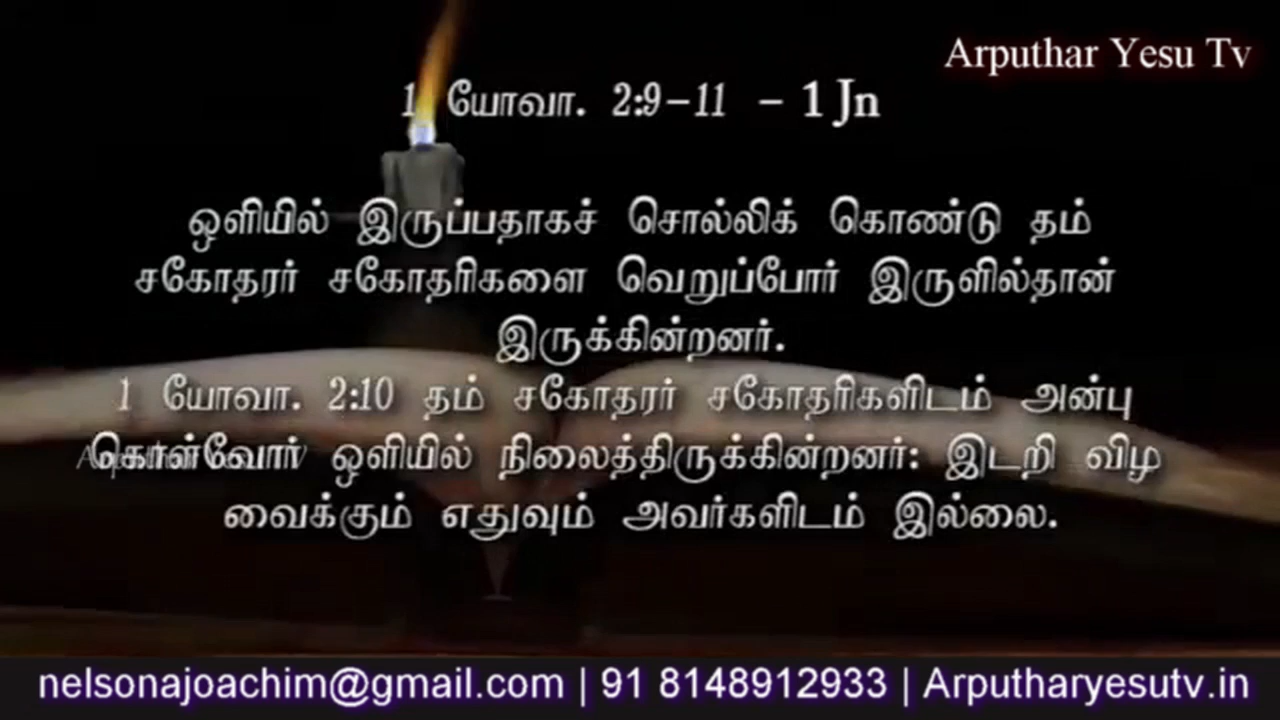 Arputhar Yesu Tv
1 யோவா. 2:9-11 - 1 Jn
ஒளியில் இருப்பதாகச் சொல்லிக் கொண்டு தம்
சகோதரர் சகோதரிகளை வெறுப்போர் இருளில்தான்
இருக்கின்றனர்.
1 யோவா. 2:10 தம் சகோதரர் சகோதரிகளிடம் அன்பு
கொள்வோர் ஒளியில் நிலைத்திருக்கின்றனர்: இடறி விழ
வைக்கும் எதுவும் அவர்களிடம் இல்லை.
nelsonajoachim@gmail.com | 91 8148912933 | Arputharyesutv.in